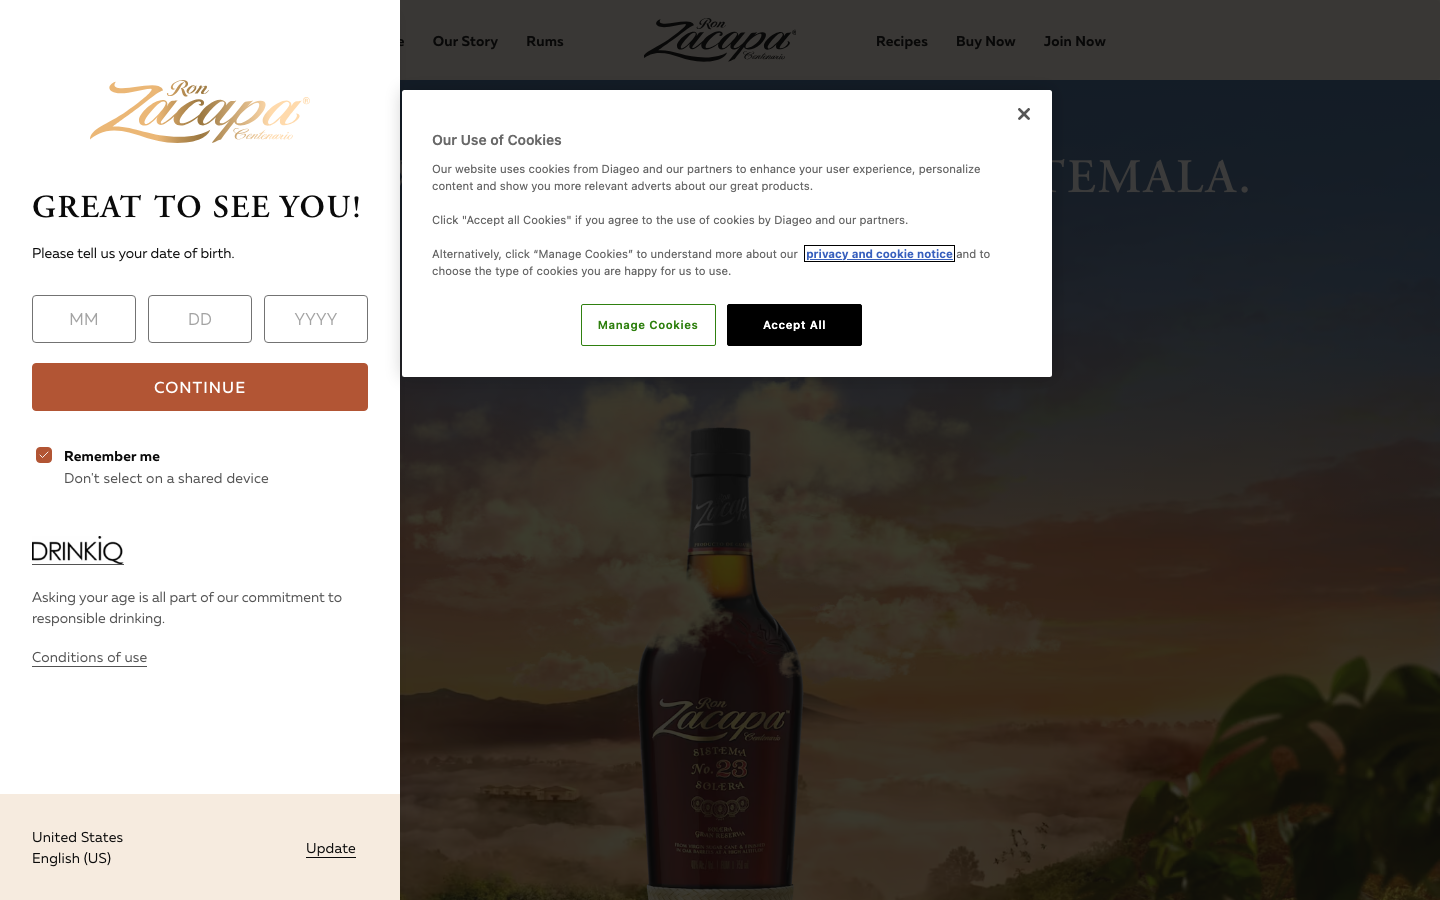 Ron
Zacapa
Centenario
GREAT TO SEE YOU!
Please tell us your date of birth.
MM DD YYYY
CONTINUE
Remember me
Don't select on a shared device
DRINKiQ
Asking your age is all part of our commitment to
responsible drinking.
Conditions of use
United States
English (US)
Update
Our Story Rums
Ron
Zacapa
Centenario
Recipes Buy Now Join Now
Our Use of Cookies
Our website uses cookies from Diageo and our partners to enhance your user experience, personalize
content and show you more relevant adverts about our great products.
Click "Accept all Cookies" if you agree to the use of cookies by Diageo and our partners.
Alternatively, click “Manage Cookies” to understand more about our privacy and cookie notice and to
choose the type of cookies you are happy for us to use.
Manage Cookies Accept All
TEMALA.
Zacapa
Ron
Zacapa
Centenario
SISTEMA
No. 23
SOLERA
GRAN RESERVA